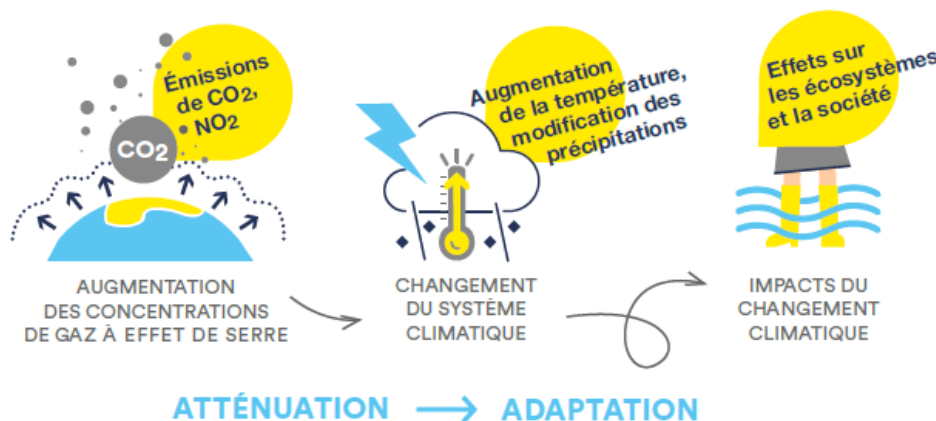 Émissions
de CO2,
NO2
CO2
AUGMENTATION
DES CONCENTRATIONS
DE GAZ À EFFET DE SERRE
Augmentation
de la température,
modification des
précipitations
CHANGEMENT
DU SYSTÈME
CLIMATIQUE
Effets sur
les écosystèmes
et la société
IMPACTS DU
CHANGEMENT
CLIMATIQUE
ATTÉNUATION → ADAPTATION